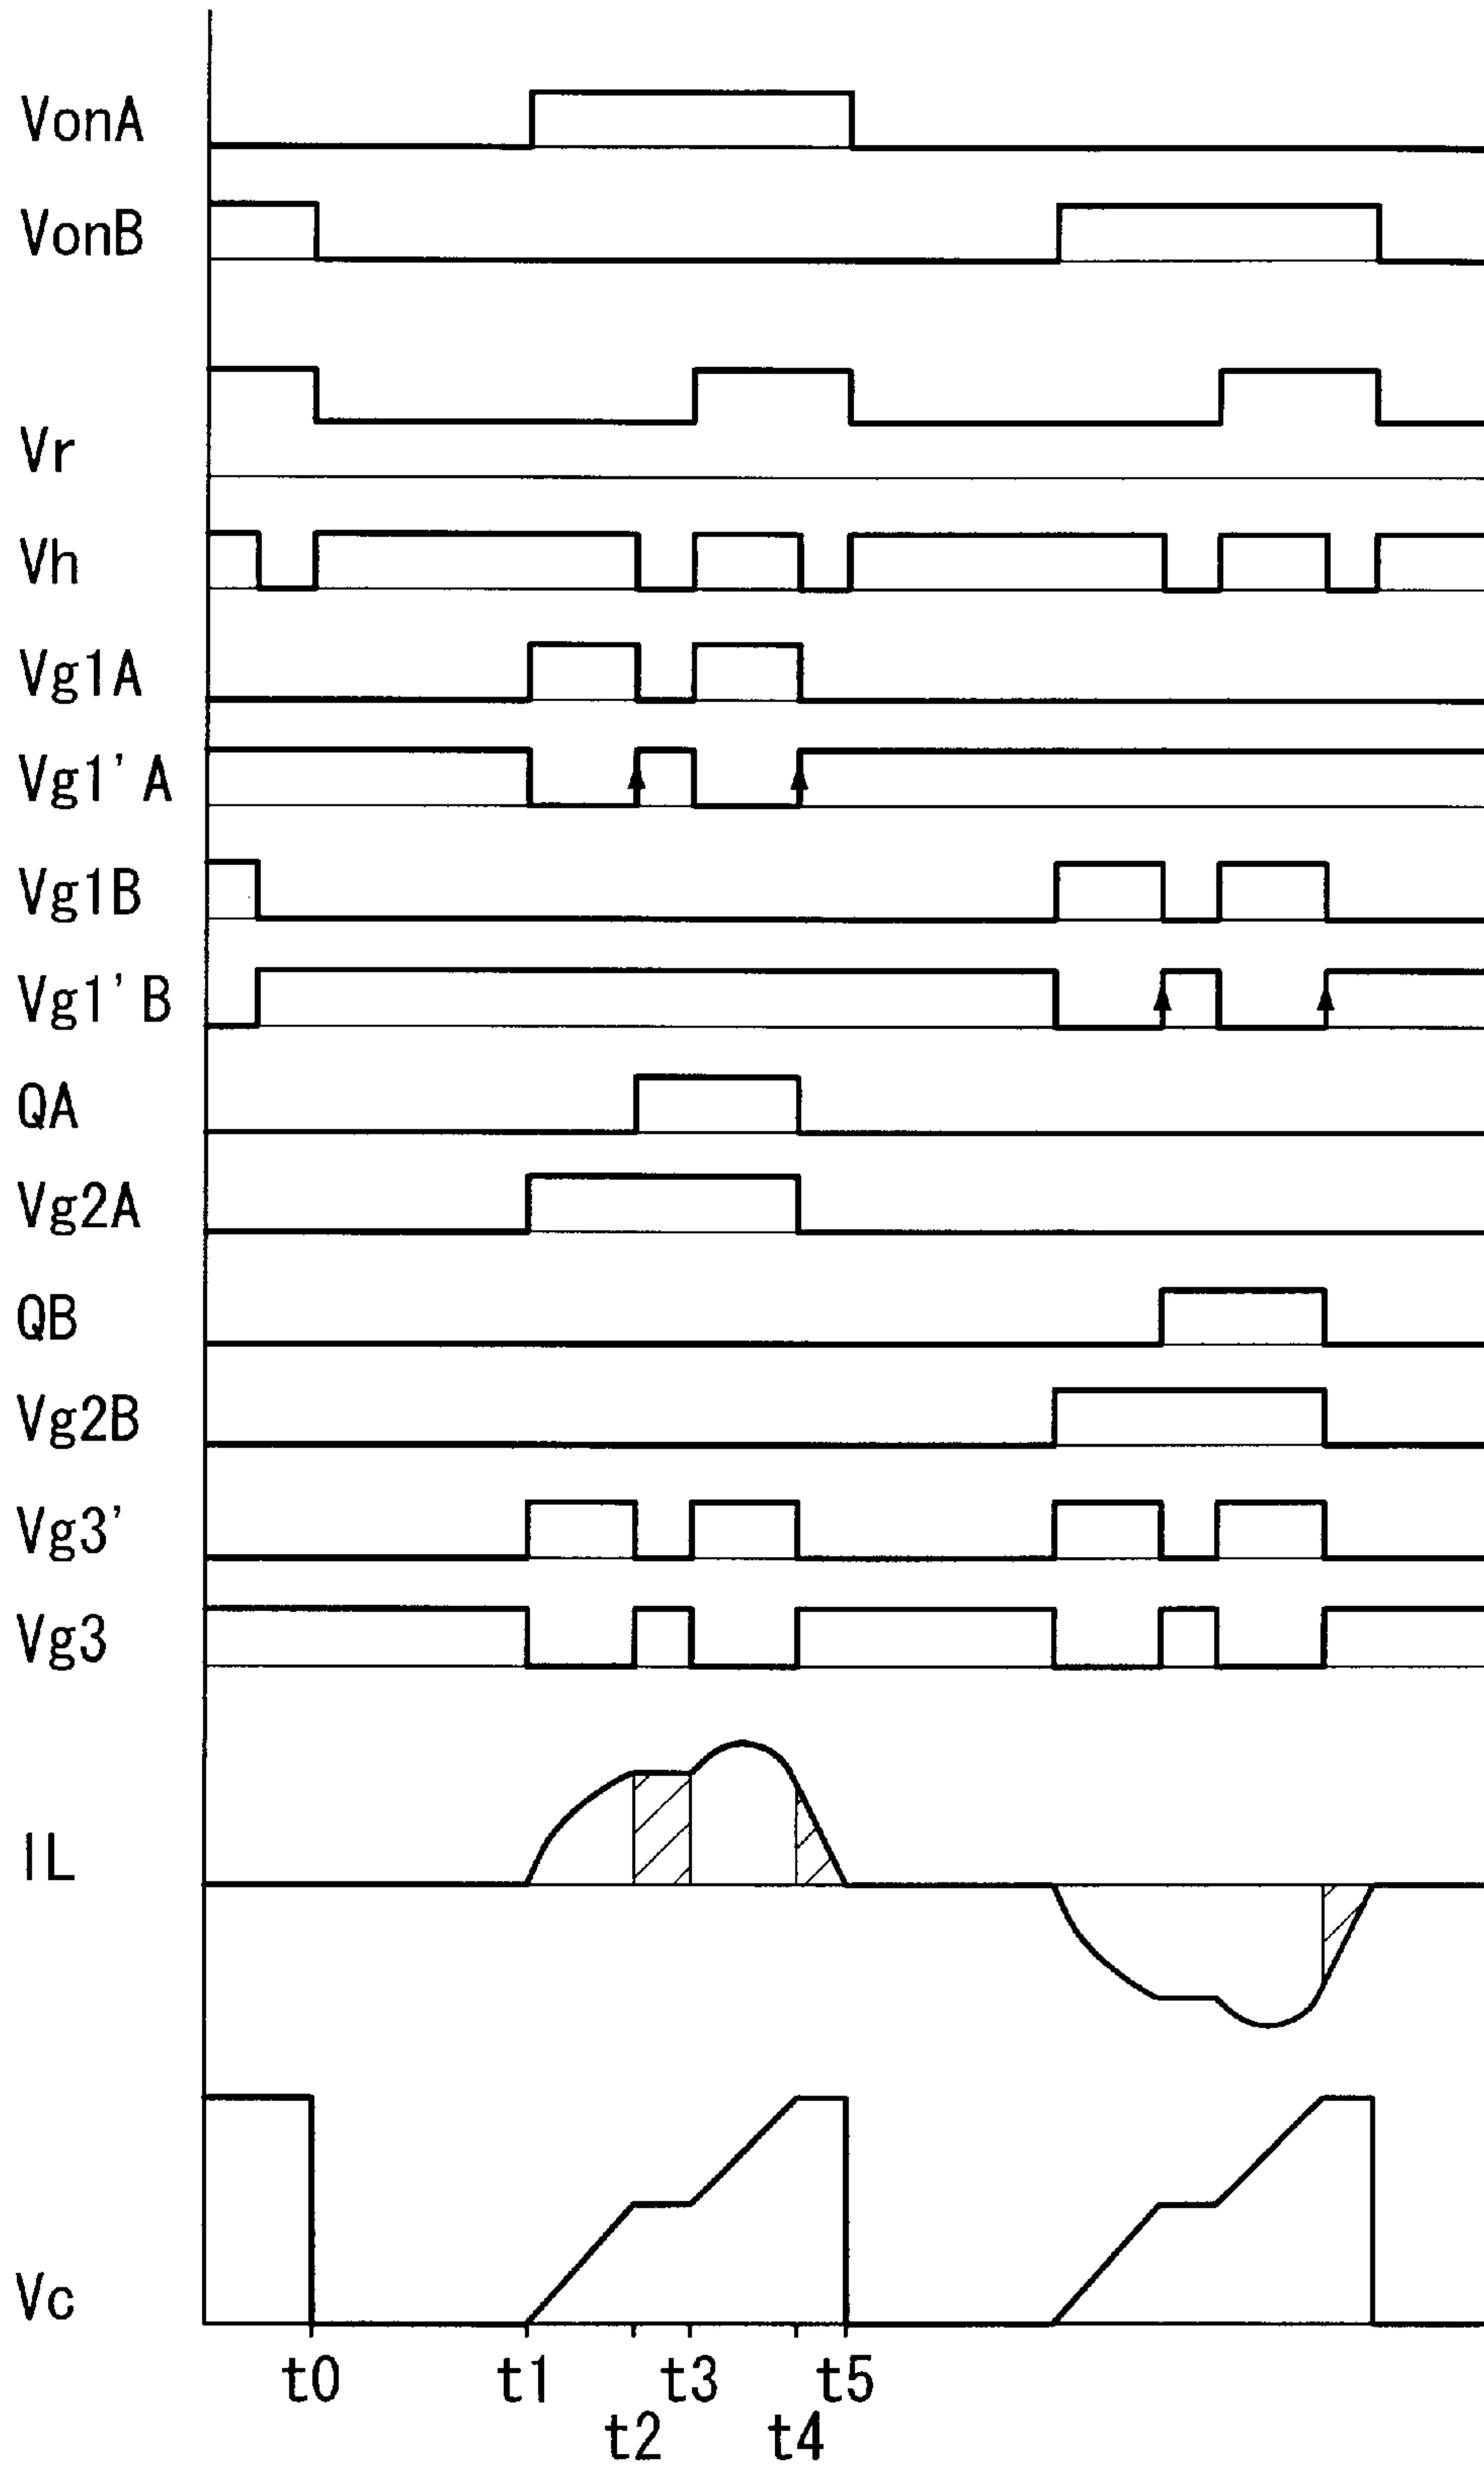 VonA
VonB
Vr
Vh
Vg1A
Vg1'A
Vg1B
Vg1'B
QA
Vg2A
QB
Vg2B
Vg3'
Vg3
IL
Vc
t0 t1 t3 t5
t2 t4